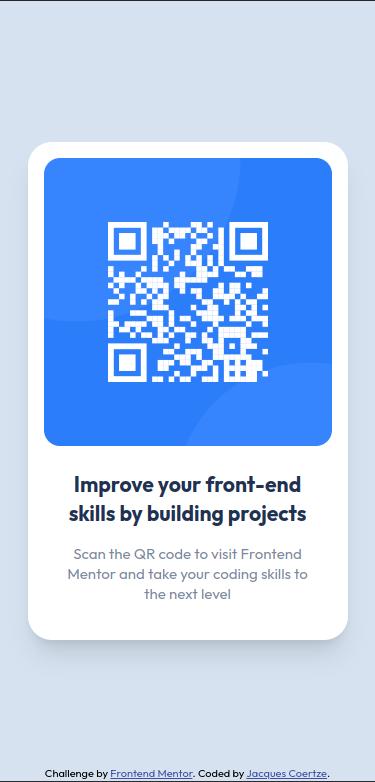 Improve your front-end
skills by building projects
Scan the QR code to visit Frontend
Mentor and take your coding skills to
the next level
Challenge by Frontend Mentor. Coded by Jacques Coertze.